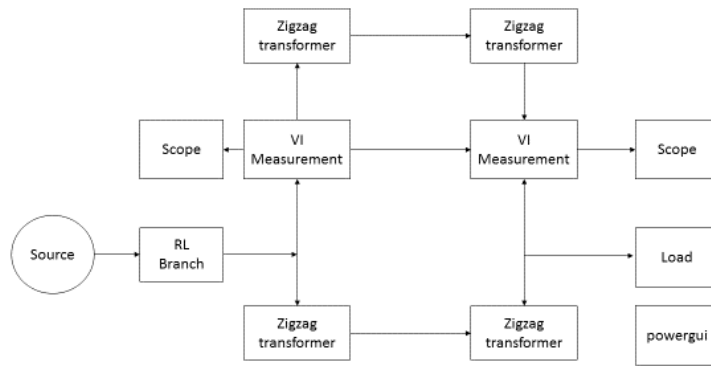 Zigzag
transformer
Zigzag
transformer
Scope
VI
Measurement
VI
Measurement
Scope
Source
RL
Branch
Load
Zigzag
transformer
Zigzag
transformer
powergui